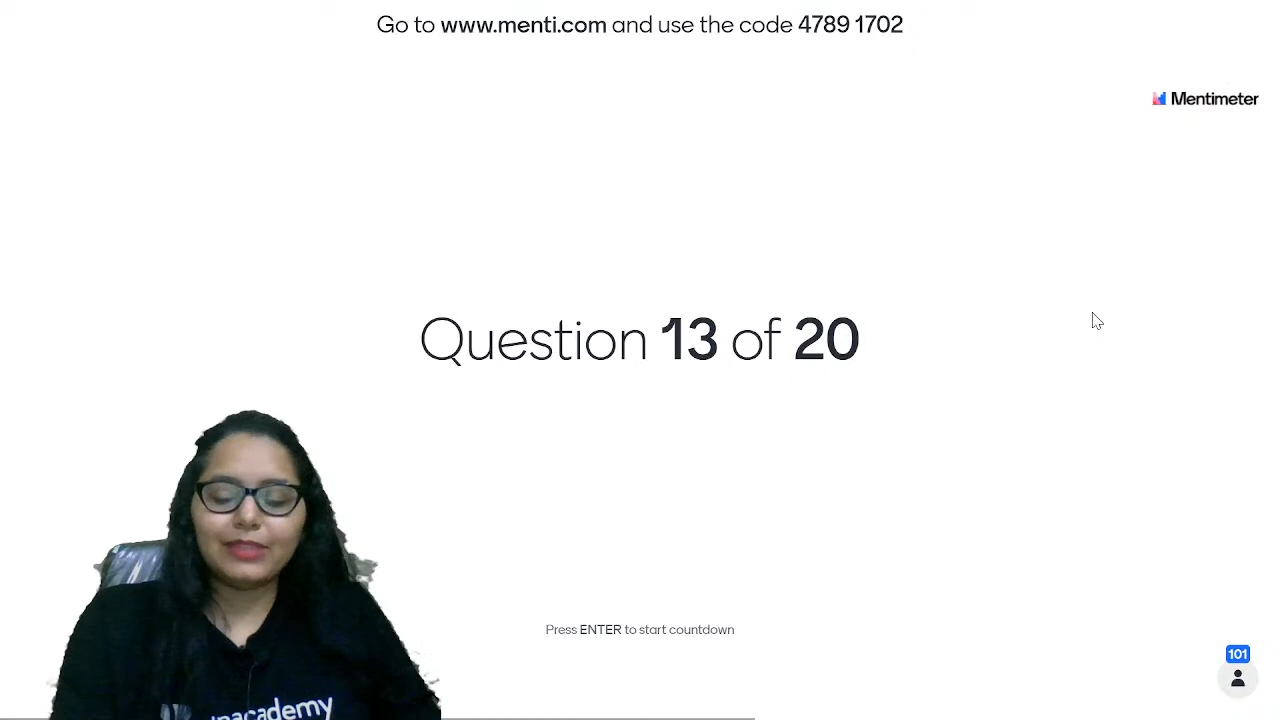 Go to www.menti.com and use the code 4789 1702
Mentimeter
Question 13 of 20
Press ENTER to start countdown
101